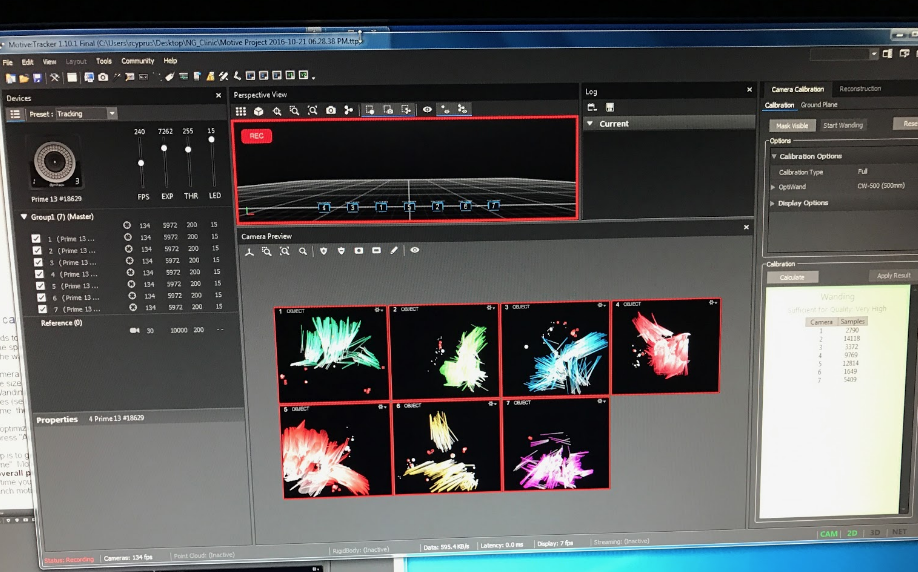 Motive:Tracker 1.10.1 Final (C:\Users\rcyprus\Desktop\NG_Clinic\Motive Project 2016-10-21 06.28.38 PM.ttp)
File Edit View Layout Tools Community Help
Devices
Preset : Tracking
240 7262 255 15
FPS EXP THR LED
Prime 13 #18629
Group1 (7) (Master)
1 (Prime 13 ... 134 5972 200 15
2 (Prime 13 ... 134 5972 200 15
3 (Prime 13 ... 134 5972 200 15
4 (Prime 13 ... 134 5972 200 15
5 (Prime 13 ... 134 5972 200 15
6 (Prime 13 ... 134 5972 200 15
7 (Prime 13 ... 134 5972 200 15
Reference (0)
30 10000 200 --
Properties 4 Prime 13 #18629
Perspective View
REC
4 3 1 5 2 6 7
Log
Current
Camera Preview
1 OBJECT
2 OBJECT
3 OBJECT
4 OBJECT
5 OBJECT
6 OBJECT
7 OBJECT
Camera Calibration Reconstruction
Calibration Ground Plane
Mask Visible Start Wanding Rese
Options
Calibration Options
Calibration Type Full
OptiWand CW-500 (500mm)
Display Options
Calibration
Calculate Apply Result
Wanding
Sufficient for Quality: Very High
Camera Samples
1 2790
2 14118
3 3372
4 9769
5 12814
6 1049
7 5409
Status: Recording Cameras: 134 fps Point Cloud: (Inactive) RigidBody: (Inactive) Data: 595.4 KB/s Latency: 0.0 ms Display: 7 fps Streaming: (Inactive)
CAM 2D 3D NET